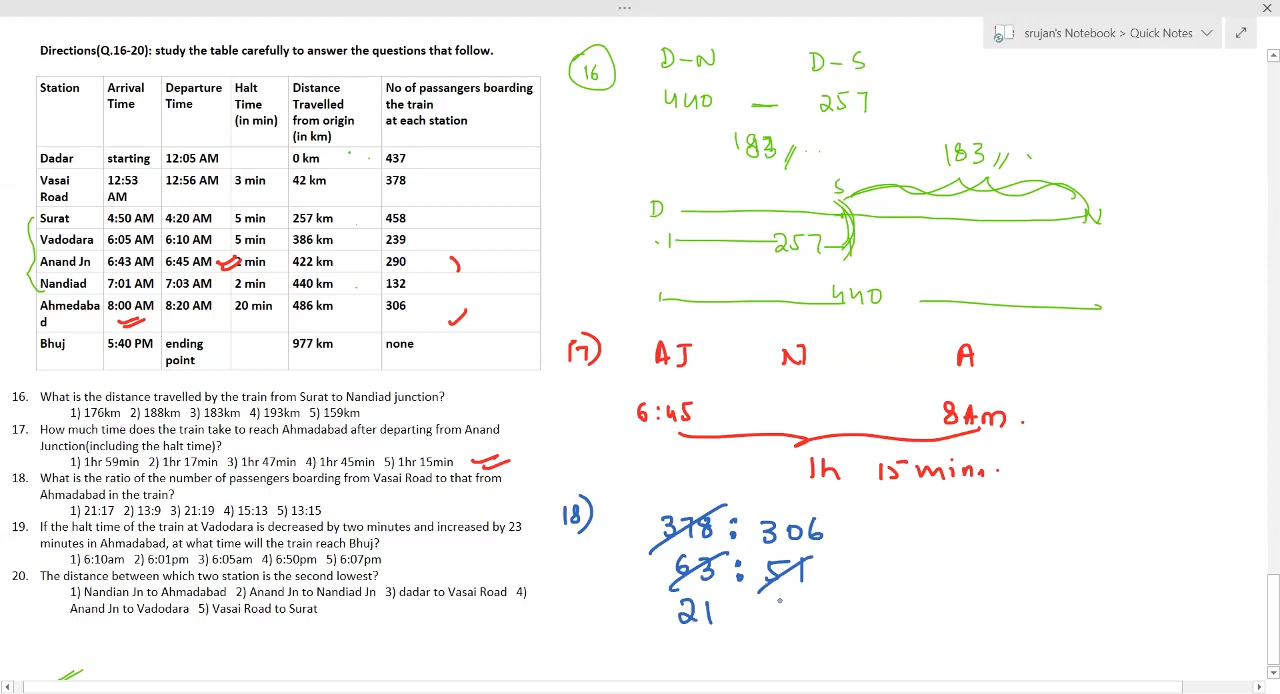 srujan's Notebook > Quick Notes
Directions(Q.16-20): study the table carefully to answer the questions that follow.
Station Arrival Time Departure Time Halt Time (in min) Distance Travelled from origin (in km) No of passangers boarding the train at each station
Dadar starting 12:05 AM 0 km 437
Vasai Road 12:53 AM 12:56 AM 3 min 42 km 378
Surat 4:50 AM 4:20 AM 5 min 257 km 458
Vadodara 6:05 AM 6:10 AM 5 min 386 km 239
Anand Jn 6:43 AM 6:45 AM 2 min 422 km 290
Nandiad 7:01 AM 7:03 AM 2 min 440 km 132
Ahmedabad 8:00 AM 8:20 AM 20 min 486 km 306
Bhuj 5:40 PM ending point 977 km none
16. What is the distance travelled by the train from Surat to Nandiad junction?
1) 176km 2) 188km 3) 183km 4) 193km 5) 159km
17. How much time does the train take to reach Ahmadabad after departing from Anand
Junction(including the halt time)?
1) 1hr 59min 2) 1hr 17min 3) 1hr 47min 4) 1hr 45min 5) 1hr 15min
18. What is the ratio of the number of passengers boarding from Vasai Road to that from
Ahmadabad in the train?
1) 21:17 2) 13:9 3) 21:19 4) 15:13 5) 13:15
19. If the halt time of the train at Vadodara is decreased by two minutes and increased by 23
minutes in Ahmadabad, at what time will the train reach Bhuj?
1) 6:10am 2) 6:01pm 3) 6:05am 4) 6:50pm 5) 6:07pm
20. The distance between which two station is the second lowest?
1) Nandian Jn to Ahmadabad 2) Anand Jn to Nandiad Jn 3) dadar to Vasai Road 4)
Anand Jn to Vadodara 5) Vasai Road to Surat
16 D-N D-S
440 - 257
183
183
D S N
257
440
17) AJ N A
6:45 8Am.
1h 15 min.
18) 378 : 306
63 : 51
21